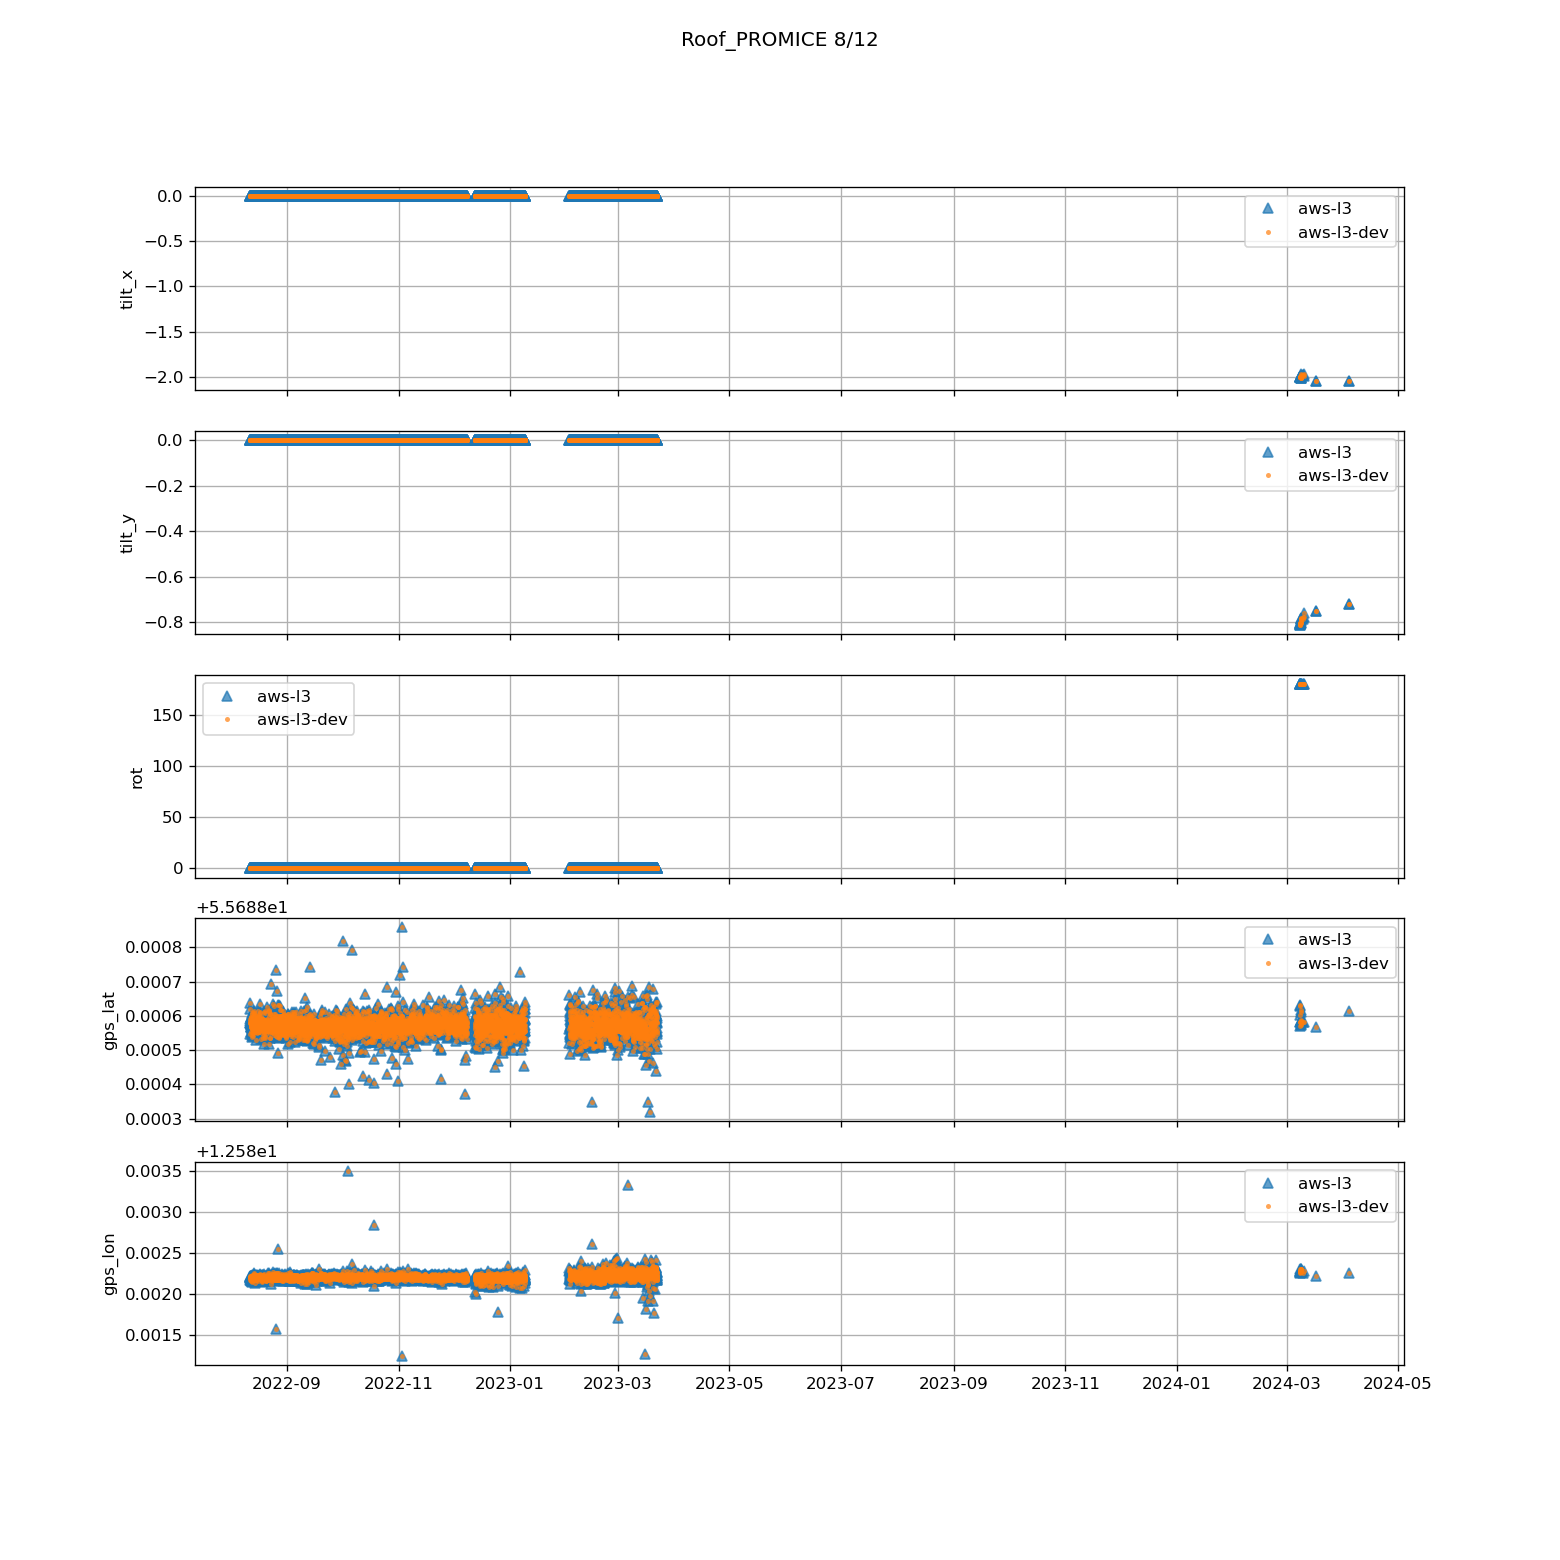 Roof_PROMICE 8/12
0.0
−0.5
−1.0
−1.5
−2.0
tilt_x
aws-l3
aws-l3-dev
0.0
−0.2
−0.4
−0.6
−0.8
tilt_y
aws-l3
aws-l3-dev
150
100
50
0
rot
aws-l3
aws-l3-dev
+5.5688e1
0.0008
0.0007
0.0006
0.0005
0.0004
0.0003
gps_lat
aws-l3
aws-l3-dev
+1.258e1
0.0035
0.0030
0.0025
0.0020
0.0015
gps_lon
aws-l3
aws-l3-dev
2022-09 2022-11 2023-01 2023-03 2023-05 2023-07 2023-09 2023-11 2024-01 2024-03 2024-05